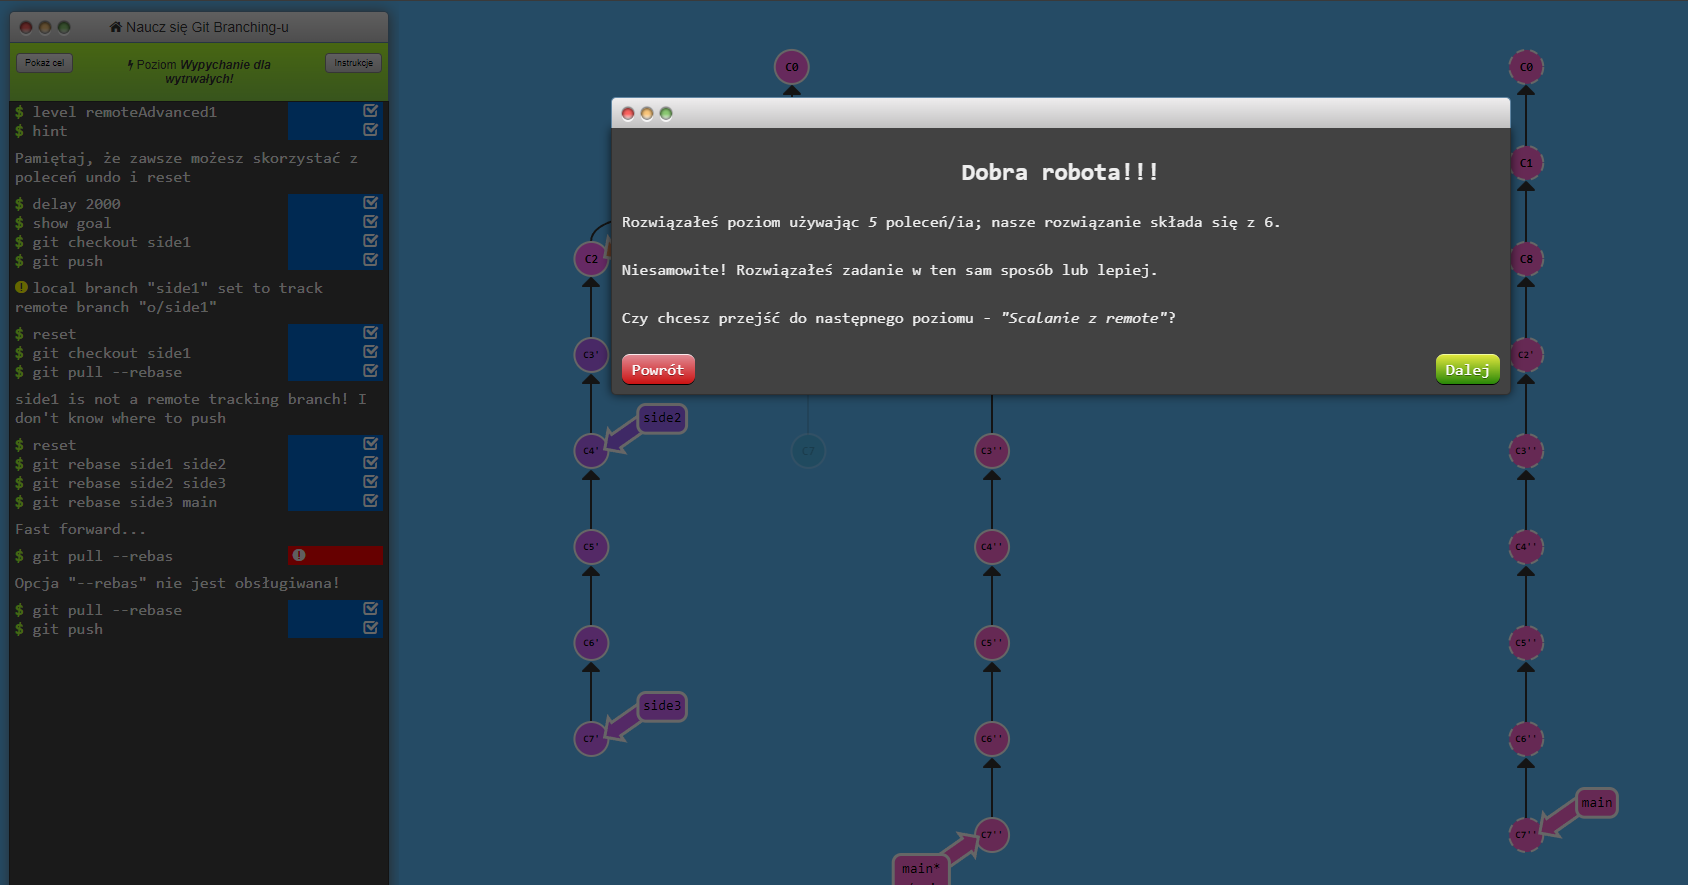 Naucz się Git Branching-u
Pokaż cel
Poziom Wypychanie dla
wytrwałych!
Instrukcje
$ level remoteAdvanced1
$ hint
Pamiętaj, że zawsze możesz skorzystać z
poleceń undo i reset
$ delay 2000
$ show goal
$ git checkout side1
$ git push
local branch "side1" set to track
remote branch "o/side1"
$ reset
$ git checkout side1
$ git pull --rebase
side1 is not a remote tracking branch! I
don't know where to push
$ reset
$ git rebase side1 side2
$ git rebase side2 side3
$ git rebase side3 main
Fast forward...
$ git pull --rebas
Opcja "--rebas" nie jest obsługiwana!
$ git pull --rebase
$ git push
Dobra robota!!!
Rozwiązałeś poziom używając 5 poleceń/ia; nasze rozwiązanie składa się z 6.
Niesamowite! Rozwiązałeś zadanie w ten sam sposób lub lepiej.
Czy chcesz przejść do następnego poziomu - "Scalanie z remote"?
Powrót
Dalej
C0
C2
C3'
C4'
side2
C5'
C6'
C7'
side3
C7
C3''
C4''
C5''
C6''
C7''
main*
C0
C1
C8
C2'
C3''
C4''
C5''
C6''
C7''
main